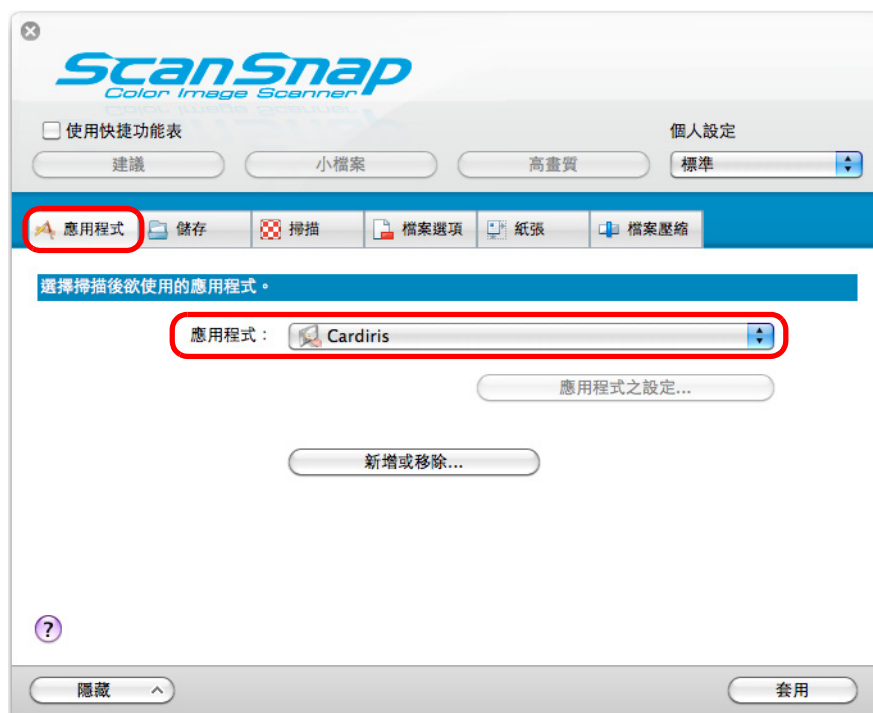 ScanSnap
Color Image Scanner
使用快捷功能表
個人設定
建議 小檔案 高畫質 標準
應用程式 儲存 掃描 檔案選項 紙張 檔案壓縮
選擇掃描後欲使用的應用程式。
應用程式： Cardiris
應用程式之設定...
新增或移除...
?
隱藏 套用